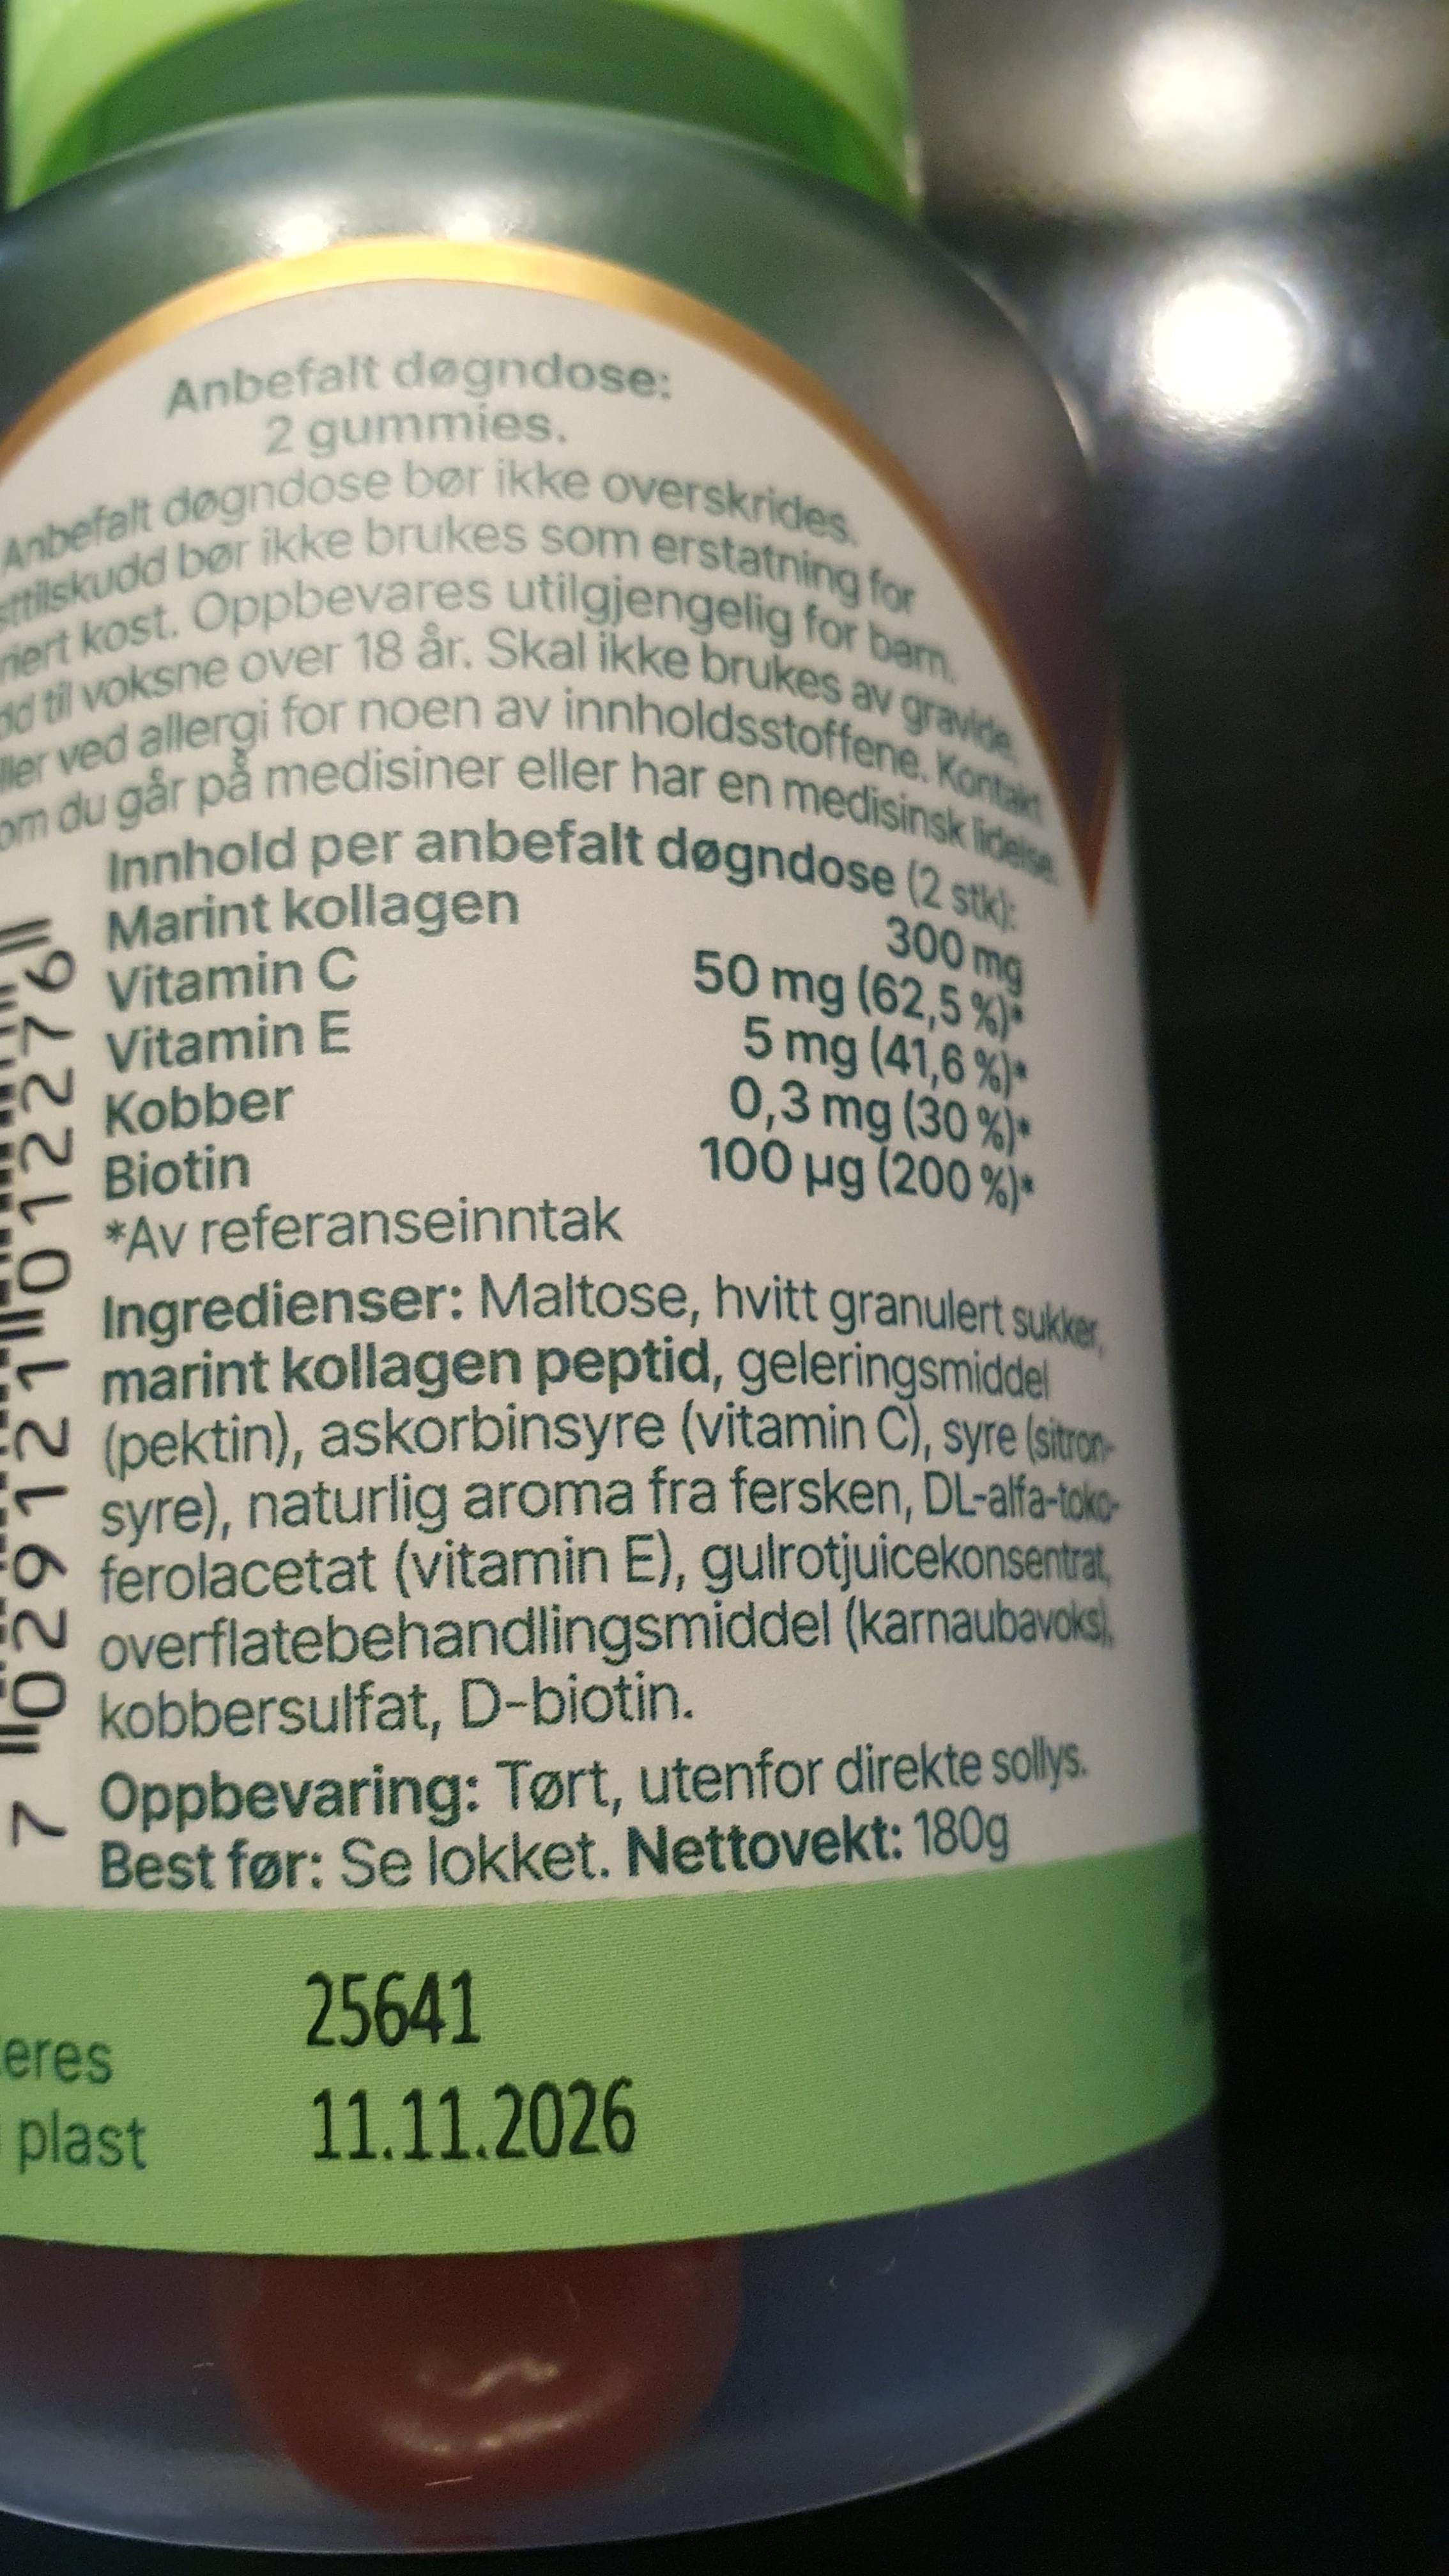 Anbefalt døgndose:
2 gummies.
Anbefalt døgndose bør ikke overskrides.
sttilskudd bør ikke brukes som erstatning for
riert kost. Oppbevares utilgjengelig for barn.
dd til voksne over 18 år. Skal ikke brukes av gravide,
ller ved allergi for noen av innholdsstoffene. Kontakt
om du går på medisiner eller har en medisinsk lidelse.
Innhold per anbefalt døgndose (2 stk):
Marint kollagen 300 mg
Vitamin C 50 mg (62,5 %)*
Vitamin E 5 mg (41,6 %)*
Kobber 0,3 mg (30 %)*
Biotin 100 µg (200 %)*
*Av referanseinntak
Ingredienser: Maltose, hvitt granulert sukker,
marint kollagen peptid, geleringsmiddel
(pektin), askorbinsyre (vitamin C), syre (sitron-
syre), naturlig aroma fra fersken, DL-alfa-toko-
ferolacetat (vitamin E), gulrotjuicekonsentrat,
overflatebehandlingsmiddel (karnaubavoks),
kobbersulfat, D-biotin.
Oppbevaring: Tørt, utenfor direkte sollys.
Best før: Se lokket. Nettovekt: 180g
7 029121 012276
eres
plast
25641
11.11.2026